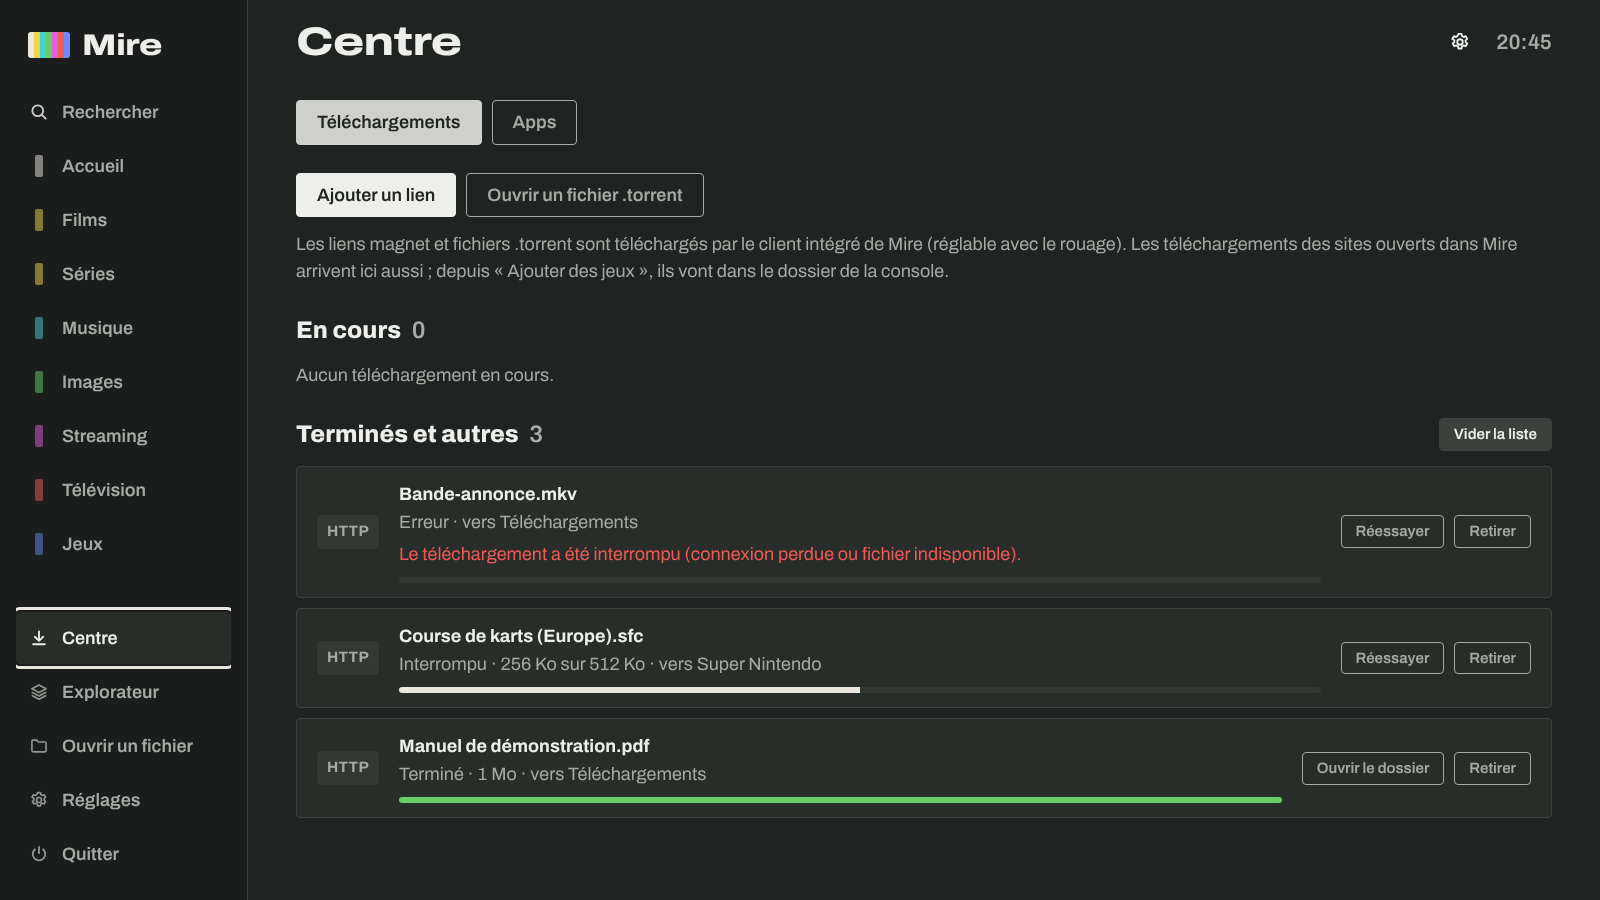 Mire
Rechercher
Accueil
Films
Séries
Musique
Images
Streaming
Télévision
Jeux
Centre
Explorateur
Ouvrir un fichier
Réglages
Quitter
Centre
20:45
Téléchargements
Apps
Ajouter un lien
Ouvrir un fichier .torrent
Les liens magnet et fichiers .torrent sont téléchargés par le client intégré de Mire (réglable avec le rouage). Les téléchargements des sites ouverts dans Mire
arrivent ici aussi ; depuis « Ajouter des jeux », ils vont dans le dossier de la console.
En cours 0
Aucun téléchargement en cours.
Terminés et autres 3
Vider la liste
HTTP
Bande-annonce.mkv
Erreur · vers Téléchargements
Le téléchargement a été interrompu (connexion perdue ou fichier indisponible).
Réessayer
Retirer
HTTP
Course de karts (Europe).sfc
Interrompu · 256 Ko sur 512 Ko · vers Super Nintendo
Réessayer
Retirer
HTTP
Manuel de démonstration.pdf
Terminé · 1 Mo · vers Téléchargements
Ouvrir le dossier
Retirer